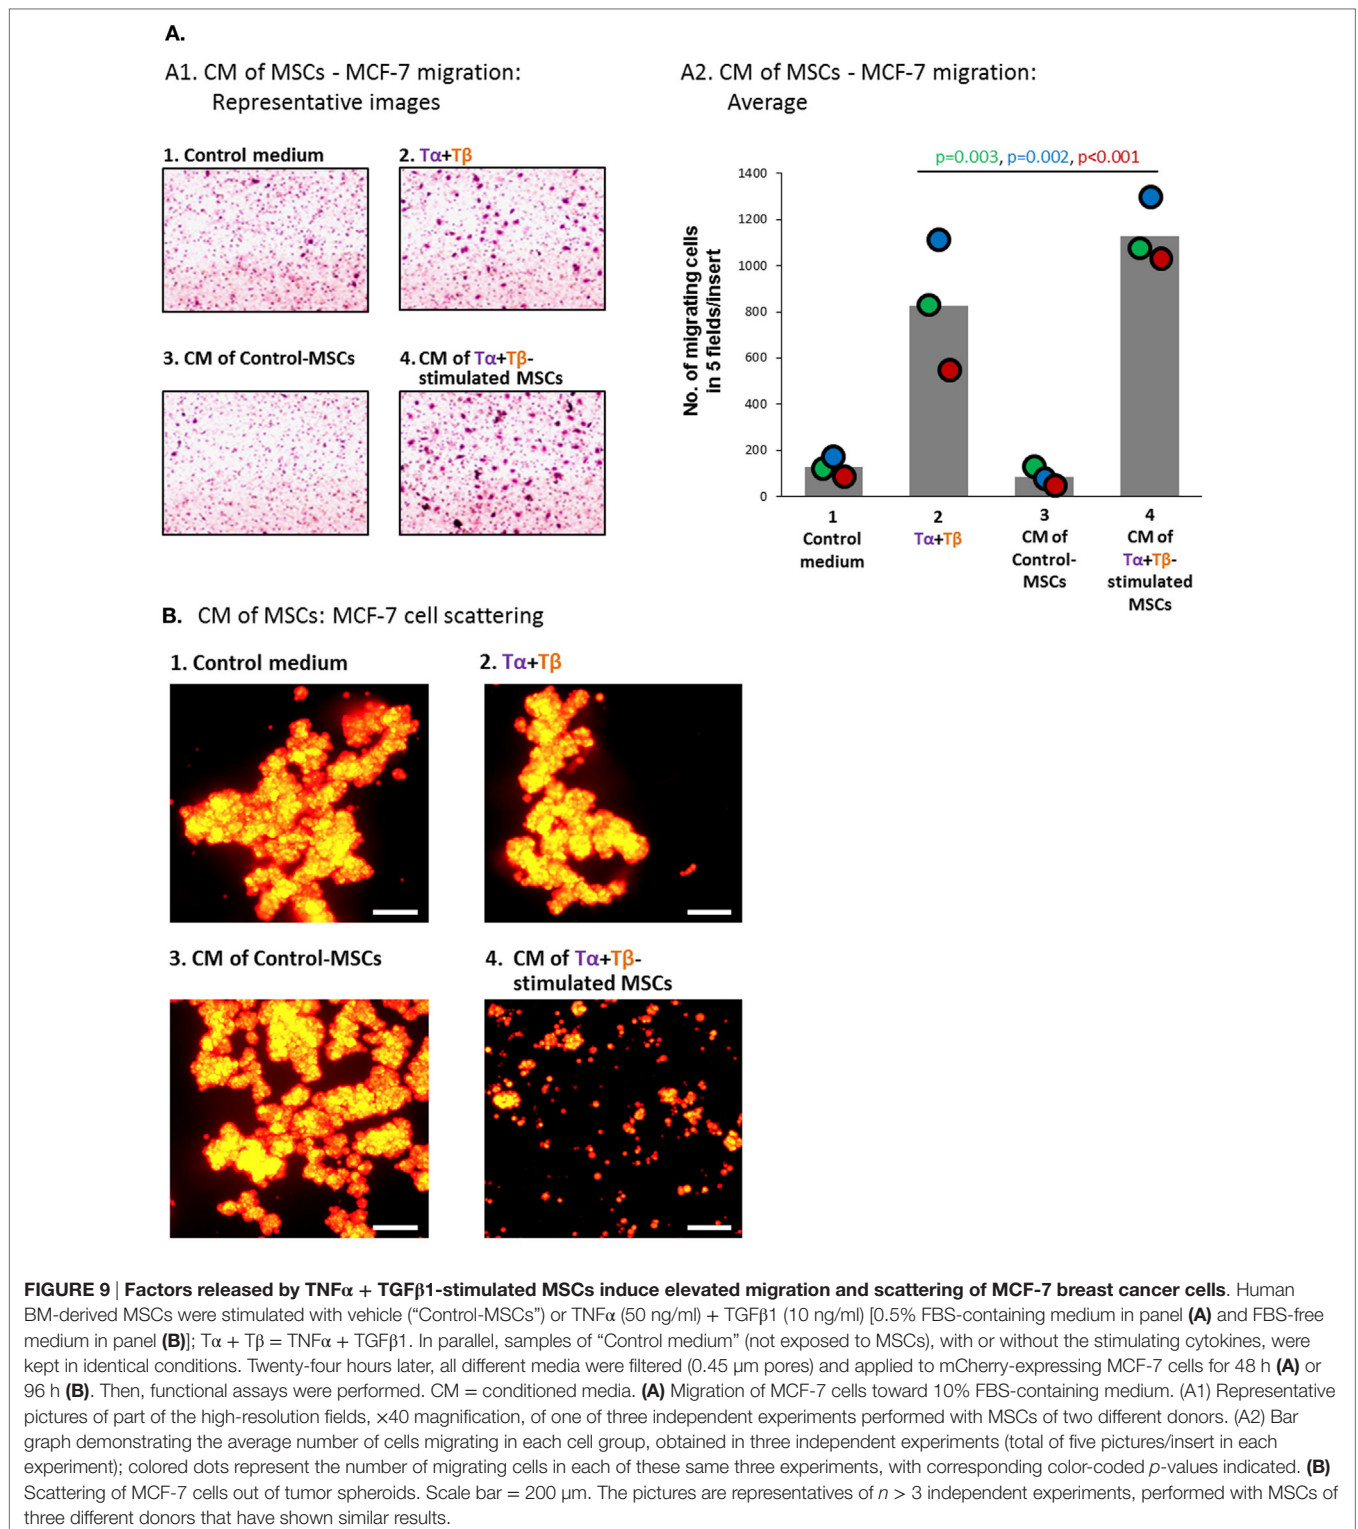 A.
A1. CM of MSCs - MCF-7 migration:
Representative images
A2. CM of MSCs - MCF-7 migration:
Average
1. Control medium
2. Tα+Tβ
3. CM of Control-MSCs
4. CM of Tα+Tβ-
stimulated MSCs
p=0.003, p=0.002, p<0.001
No. of migrating cells
in 5 fields/insert
1400
1200
1000
800
600
400
200
0
1
Control
medium
2
Tα+Tβ
3
CM of
Control-
MSCs
4
CM of
Tα+Tβ-
stimulated
MSCs
B. CM of MSCs: MCF-7 cell scattering
1. Control medium
2. Tα+Tβ
3. CM of Control-MSCs
4. CM of Tα+Tβ-
stimulated MSCs
FIGURE 9 | Factors released by TNFα + TGFβ1-stimulated MSCs induce elevated migration and scattering of MCF-7 breast cancer cells. Human
BM-derived MSCs were stimulated with vehicle (“Control-MSCs”) or TNFα (50 ng/ml) + TGFβ1 (10 ng/ml) [0.5% FBS-containing medium in panel (A) and FBS-free
medium in panel (B)]; Tα + Tβ = TNFα + TGFβ1. In parallel, samples of “Control medium” (not exposed to MSCs), with or without the stimulating cytokines, were
kept in identical conditions. Twenty-four hours later, all different media were filtered (0.45 µm pores) and applied to mCherry-expressing MCF-7 cells for 48 h (A) or
96 h (B). Then, functional assays were performed. CM = conditioned media. (A) Migration of MCF-7 cells toward 10% FBS-containing medium. (A1) Representative
pictures of part of the high-resolution fields, ×40 magnification, of one of three independent experiments performed with MSCs of two different donors. (A2) Bar
graph demonstrating the average number of cells migrating in each cell group, obtained in three independent experiments (total of five pictures/insert in each
experiment); colored dots represent the number of migrating cells in each of these same three experiments, with corresponding color-coded p-values indicated. (B)
Scattering of MCF-7 cells out of tumor spheroids. Scale bar = 200 µm. The pictures are representatives of n > 3 independent experiments, performed with MSCs of
three different donors that have shown similar results.